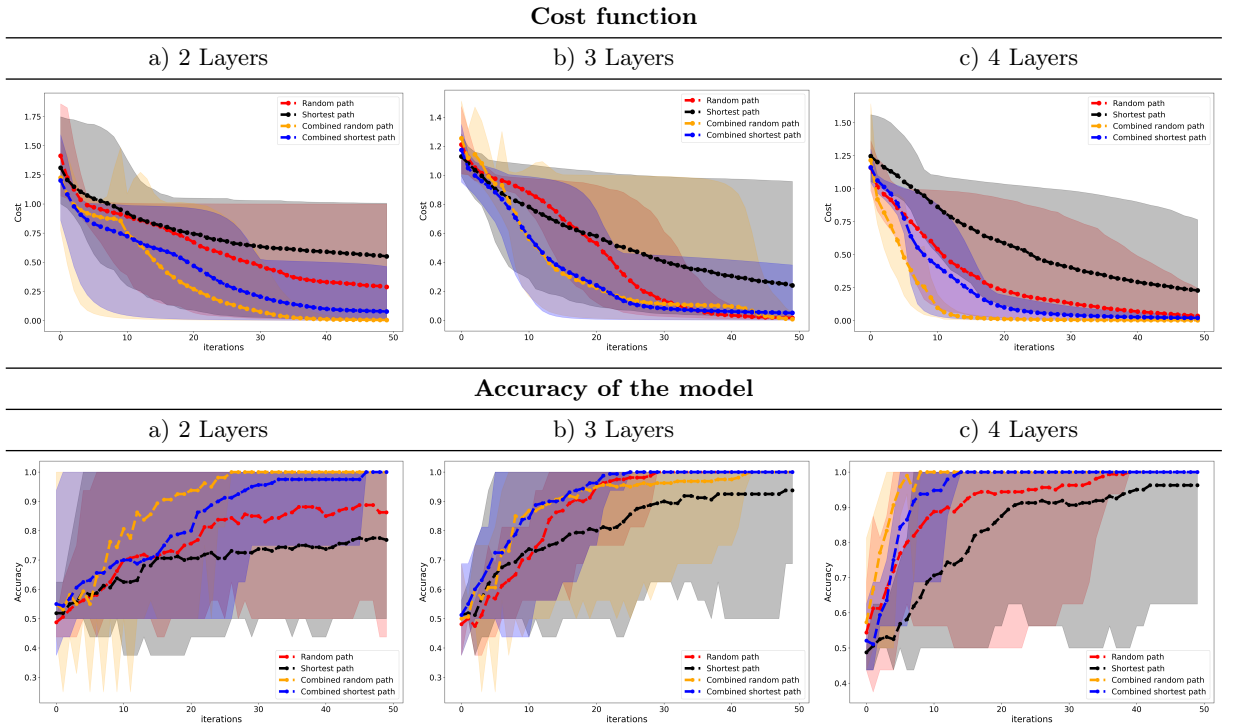 Cost function
a) 2 Layers
b) 3 Layers
c) 4 Layers
Random path
Shortest path
Combined random path
Combined shortest path
Cost
1.75
1.50
1.25
1.00
0.75
0.50
0.25
0.00
0 10 20 30 40 50
iterations
Random path
Shortest path
Combined random path
Combined shortest path
Cost
1.4
1.2
1.0
0.8
0.6
0.4
0.2
0.0
0 10 20 30 40 50
iterations
Random path
Shortest path
Combined random path
Combined shortest path
Cost
1.50
1.25
1.00
0.75
0.50
0.25
0.00
0 10 20 30 40 50
iterations
Accuracy of the model
a) 2 Layers
b) 3 Layers
c) 4 Layers
Accuracy
1.0
0.9
0.8
0.7
0.6
0.5
0.4
0.3
Random path
Shortest path
Combined random path
Combined shortest path
0 10 20 30 40 50
iterations
Accuracy
1.0
0.9
0.8
0.7
0.6
0.5
0.4
0.3
Random path
Shortest path
Combined random path
Combined shortest path
0 10 20 30 40 50
iterations
Accuracy
1.0
0.9
0.8
0.7
0.6
0.5
0.4
Random path
Shortest path
Combined random path
Combined shortest path
0 10 20 30 40 50
iterations